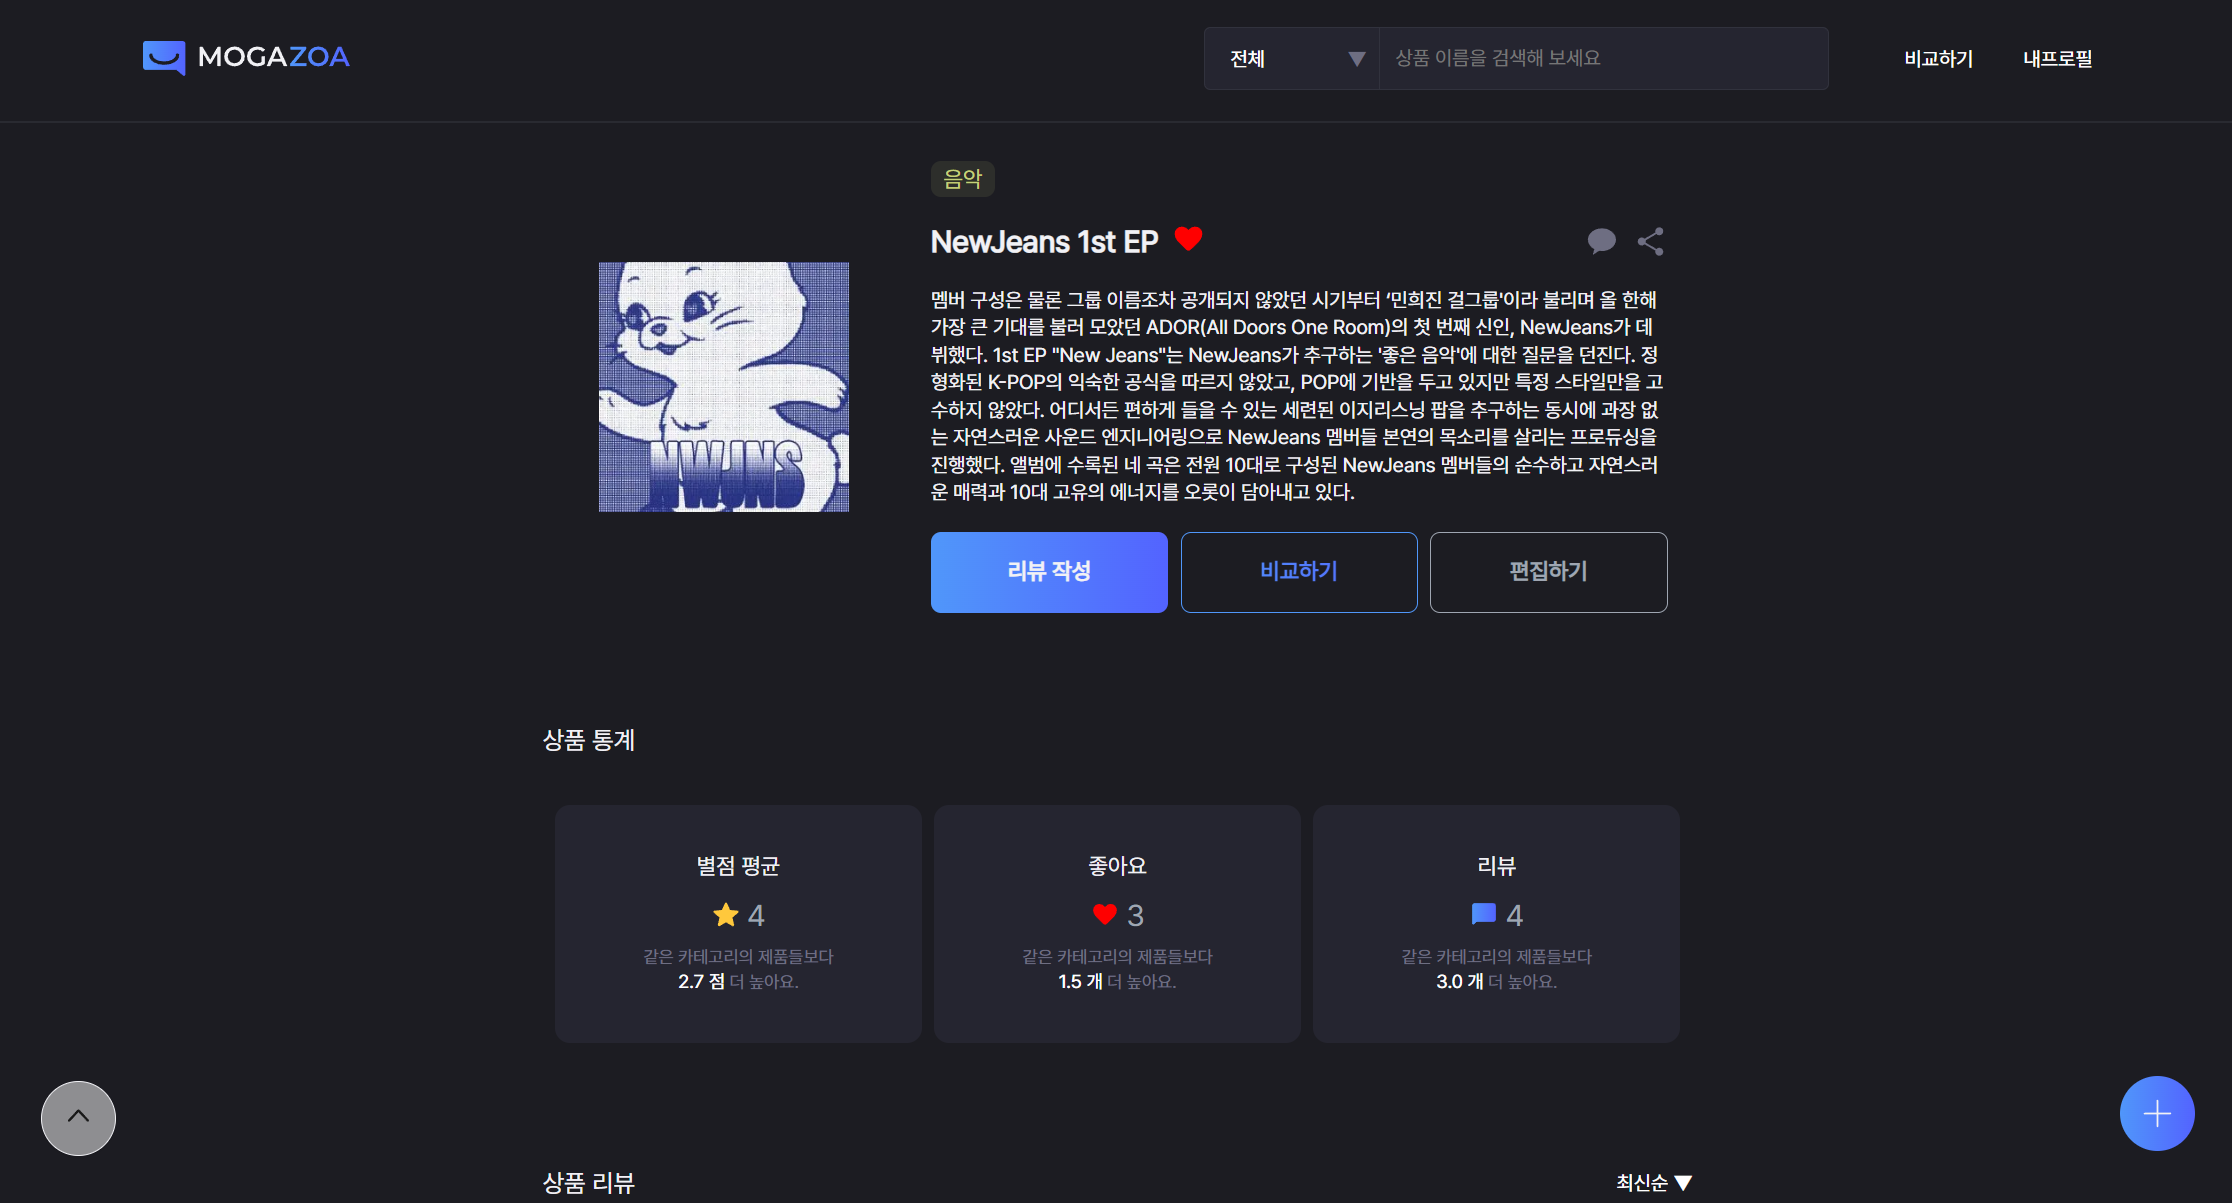 MOGAZOA
전체
상품 이름을 검색해 보세요
비교하기
내프로필
음악
NewJeans 1st EP
멤버 구성은 물론 그룹 이름조차 공개되지 않았던 시기부터 ‘민희진 걸그룹'이라 불리며 올 한해
가장 큰 기대를 불러 모았던 ADOR(All Doors One Room)의 첫 번째 신인, NewJeans가 데
뷔했다. 1st EP "New Jeans"는 NewJeans가 추구하는 '좋은 음악'에 대한 질문을 던진다. 정
형화된 K-POP의 익숙한 공식을 따르지 않았고, POP에 기반을 두고 있지만 특정 스타일만을 고
수하지 않았다. 어디서든 편하게 들을 수 있는 세련된 이지리스닝 팝을 추구하는 동시에 과장 없
는 자연스러운 사운드 엔지니어링으로 NewJeans 멤버들 본연의 목소리를 살리는 프로듀싱을
진행했다. 앨범에 수록된 네 곡은 전원 10대로 구성된 NewJeans 멤버들의 순수하고 자연스러
운 매력과 10대 고유의 에너지를 오롯이 담아내고 있다.
NWJNS
리뷰 작성
비교하기
편집하기
상품 통계
별점 평균
4
같은 카테고리의 제품들보다
2.7 점 더 높아요.
좋아요
3
같은 카테고리의 제품들보다
1.5 개 더 높아요.
리뷰
4
같은 카테고리의 제품들보다
3.0 개 더 높아요.
상품 리뷰
최신순